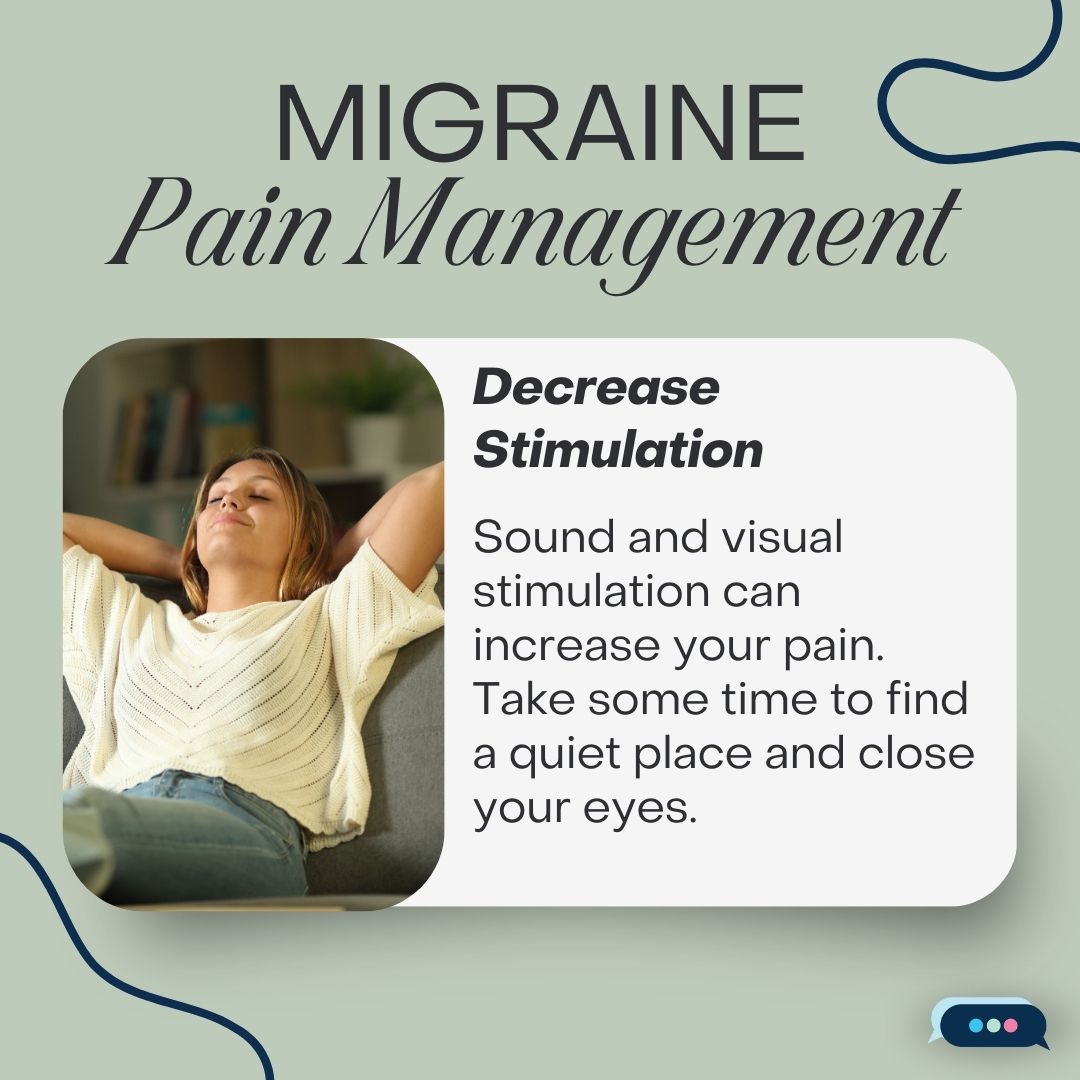 MIGRAINE
Pain Management
Decrease
Stimulation
Sound and visual
stimulation can
increase your pain.
Take some time to find
a quiet place and close
your eyes.